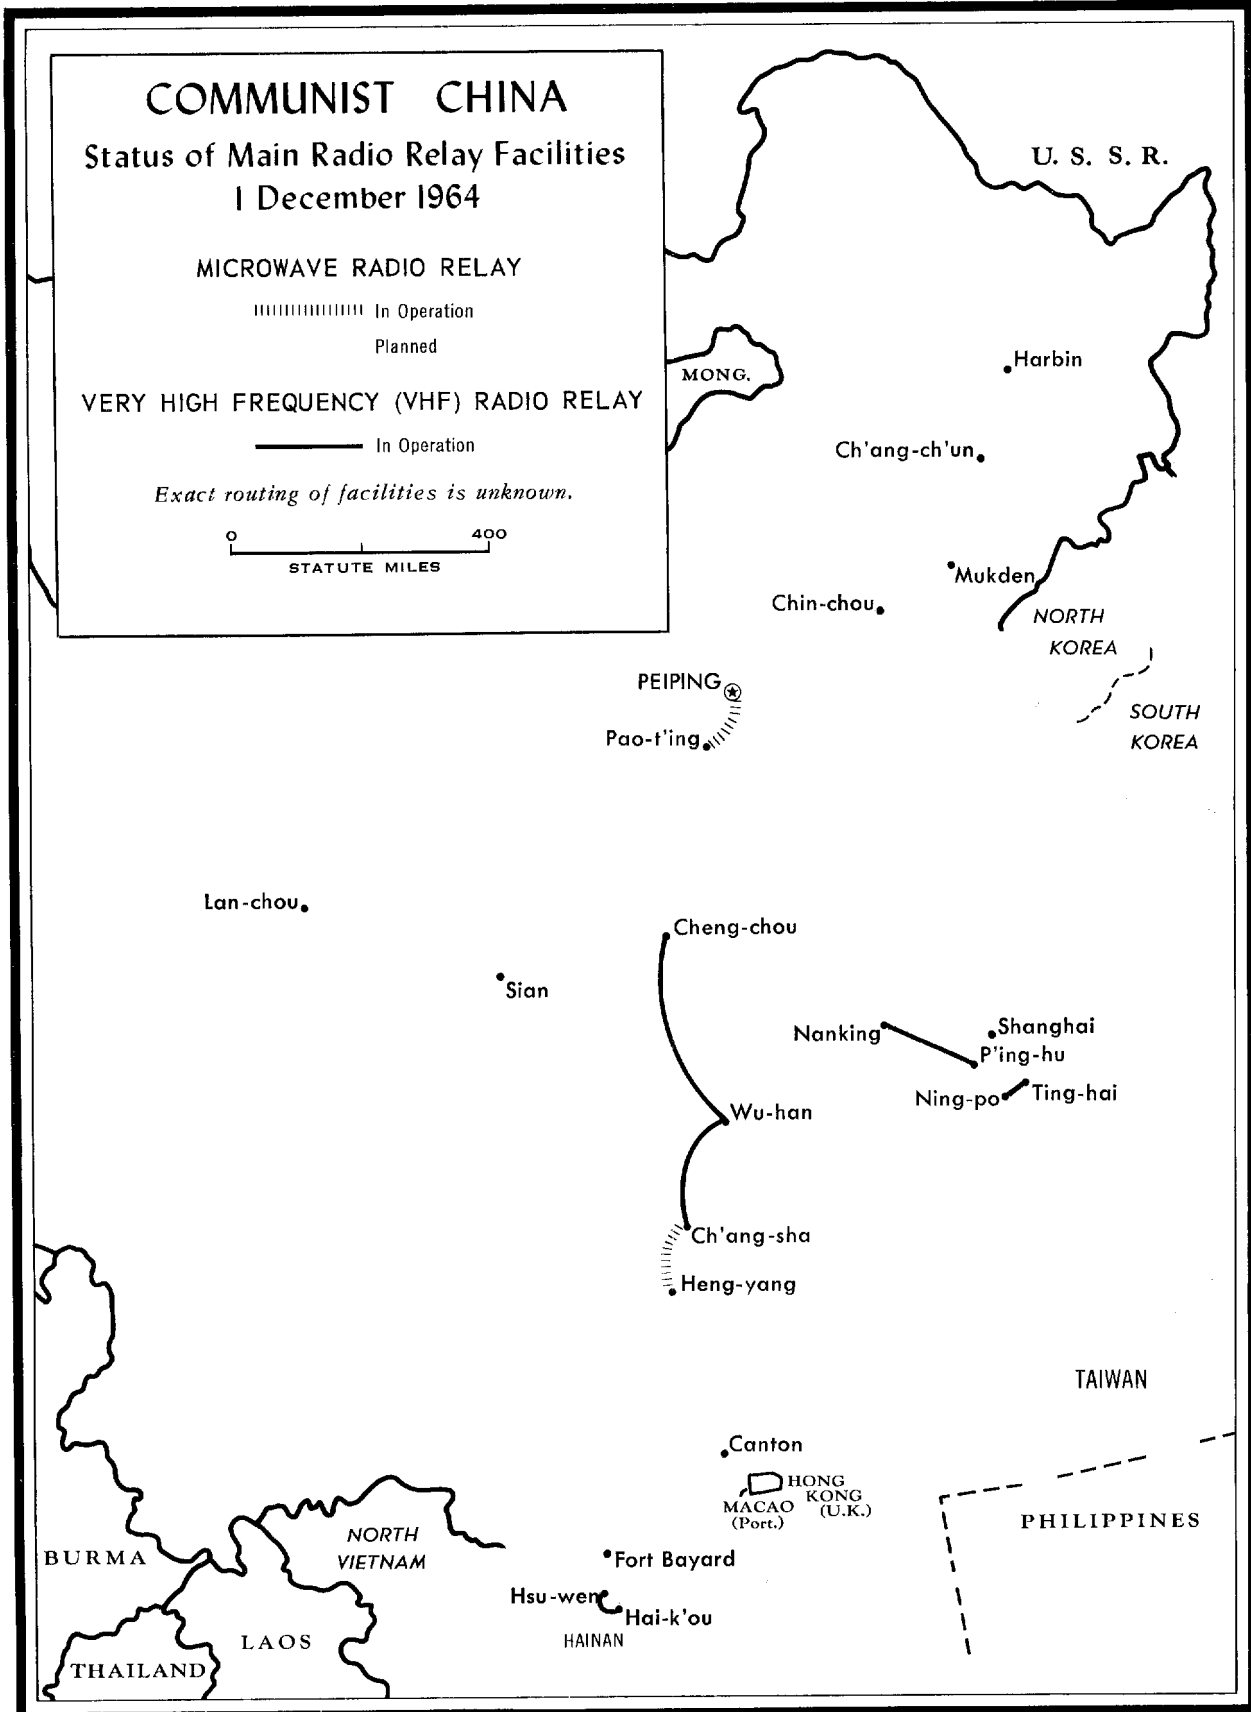 COMMUNIST CHINA
Status of Main Radio Relay Facilities
1 December 1964
MICROWAVE RADIO RELAY
In Operation
Planned
VERY HIGH FREQUENCY (VHF) RADIO RELAY
In Operation
Exact routing of facilities is unknown.
0 400
STATUTE MILES
U. S. S. R.
MONG.
Harbin
Ch'ang-ch'un
Mukden
Chin-chou
NORTH
KOREA
PEIPING
SOUTH
KOREA
Pao-t'ing
Lan-chou
Cheng-chou
Sian
Nanking
Shanghai
P'ing-hu
Ning-po
Ting-hai
Wu-han
Ch'ang-sha
Heng-yang
TAIWAN
Canton
HONG
KONG
(U.K.)
MACAO
(Port.)
PHILIPPINES
NORTH
VIETNAM
BURMA
Fort Bayard
Hsu-wen
Hai-k'ou
HAINAN
LAOS
THAILAND